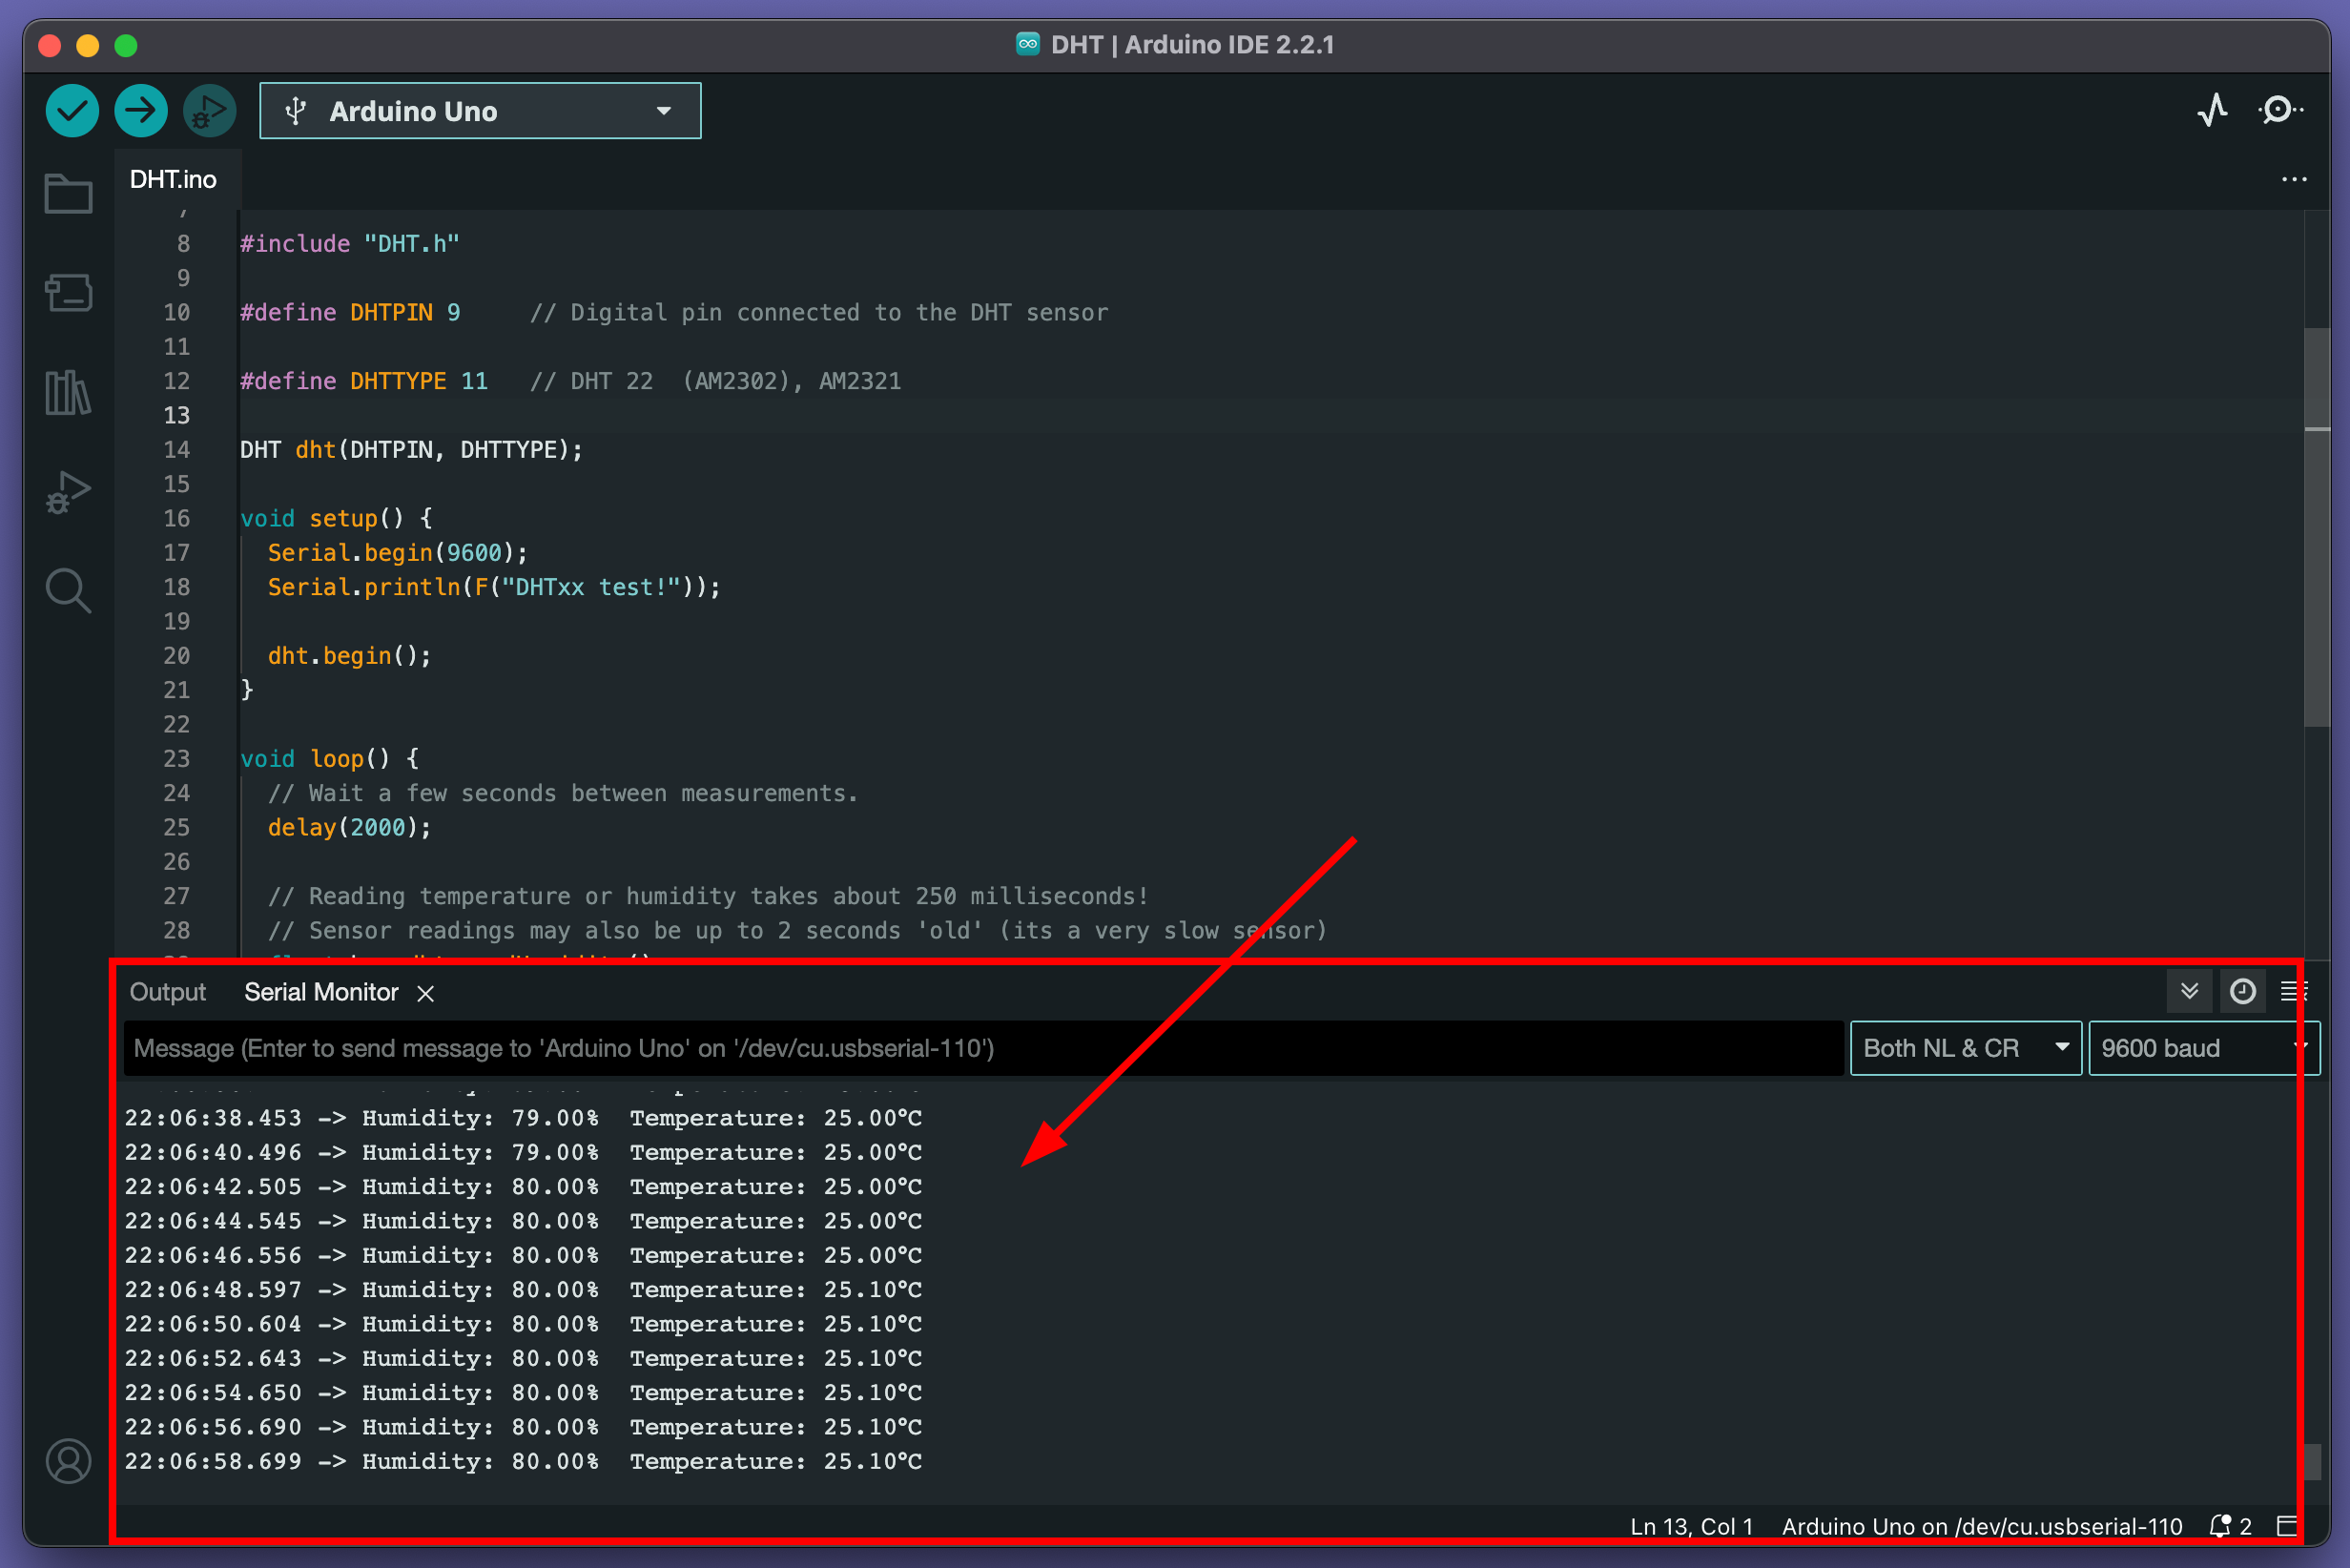 DHT | Arduino IDE 2.2.1
Arduino Uno
DHT.ino
7
8 #include "DHT.h"
9
10 #define DHTPIN 9 // Digital pin connected to the DHT sensor
11
12 #define DHTTYPE 11 // DHT 22 (AM2302), AM2321
13
14 DHT dht(DHTPIN, DHTTYPE);
15
16 void setup() {
17 Serial.begin(9600);
18 Serial.println(F("DHTxx test!"));
19
20 dht.begin();
21 }
22
23 void loop() {
24 // Wait a few seconds between measurements.
25 delay(2000);
26
27 // Reading temperature or humidity takes about 250 milliseconds!
28 // Sensor readings may also be up to 2 seconds 'old' (its a very slow sensor)
Output Serial Monitor
Message (Enter to send message to 'Arduino Uno' on '/dev/cu.usbserial-110') Both NL & CR 9600 baud
22:06:38.453 -> Humidity: 79.00% Temperature: 25.00°C
22:06:40.496 -> Humidity: 79.00% Temperature: 25.00°C
22:06:42.505 -> Humidity: 80.00% Temperature: 25.00°C
22:06:44.545 -> Humidity: 80.00% Temperature: 25.00°C
22:06:46.556 -> Humidity: 80.00% Temperature: 25.00°C
22:06:48.597 -> Humidity: 80.00% Temperature: 25.10°C
22:06:50.604 -> Humidity: 80.00% Temperature: 25.10°C
22:06:52.643 -> Humidity: 80.00% Temperature: 25.10°C
22:06:54.650 -> Humidity: 80.00% Temperature: 25.10°C
22:06:56.690 -> Humidity: 80.00% Temperature: 25.10°C
22:06:58.699 -> Humidity: 80.00% Temperature: 25.10°C
Ln 13, Col 1 Arduino Uno on /dev/cu.usbserial-110 2